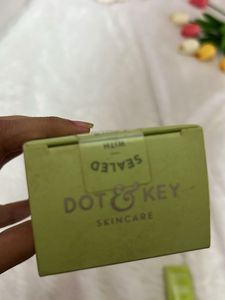 SEALED
WITH
DOT & KEY
SKINCARE